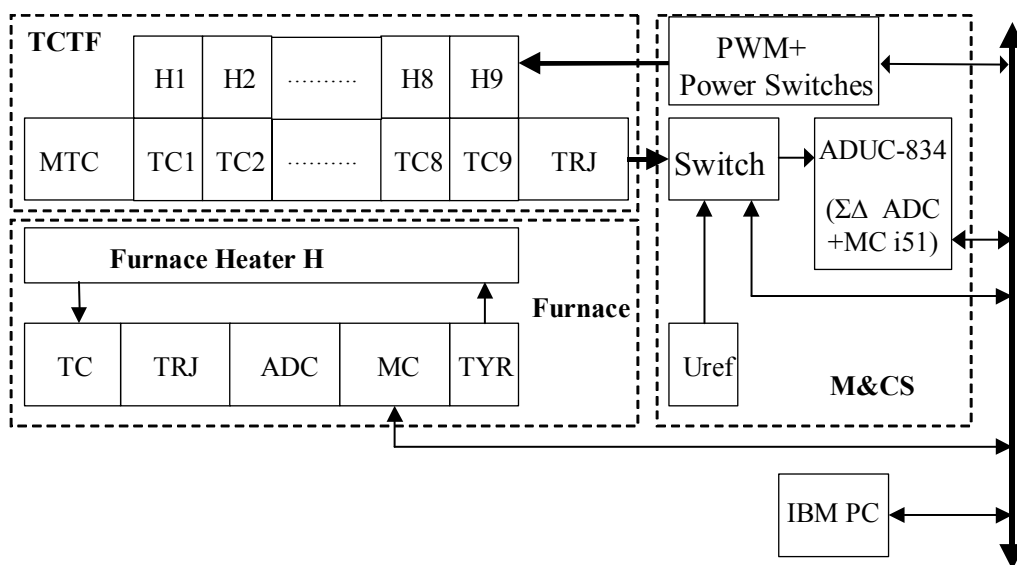 TCTF
H1 H2 .......... H8 H9
MTC TC1 TC2 .......... TC8 TC9 TRJ
PWM+
Power Switches
Switch
ADUC-834
(ΣΔ ADC
+MC i51)
Uref
M&CS
Furnace Heater H
Furnace
TC TRJ ADC MC TYR
IBM PC